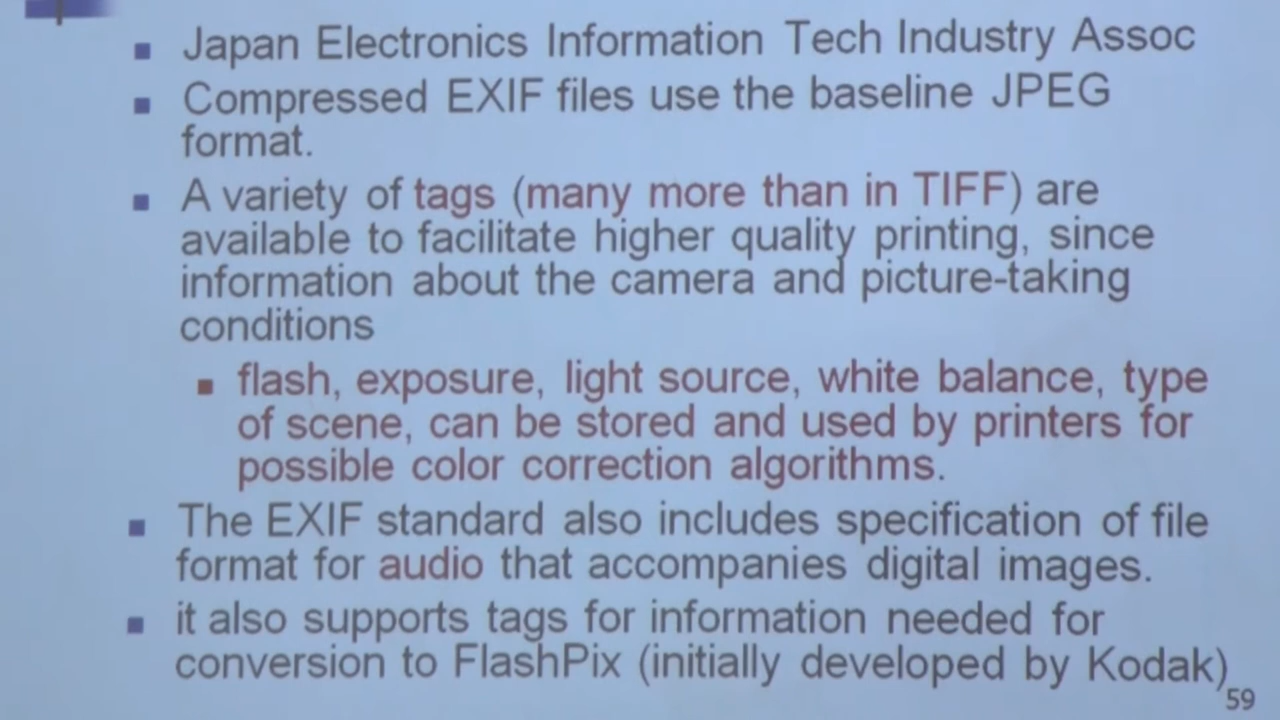 Japan Electronics Information Tech Industry Assoc
Compressed EXIF files use the baseline JPEG
format.
A variety of tags (many more than in TIFF) are
available to facilitate higher quality printing, since
information about the camera and picture-taking
conditions
flash, exposure, light source, white balance, type
of scene, can be stored and used by printers for
possible color correction algorithms.
The EXIF standard also includes specification of file
format for audio that accompanies digital images.
it also supports tags for information needed for
conversion to FlashPix (initially developed by Kodak)
59